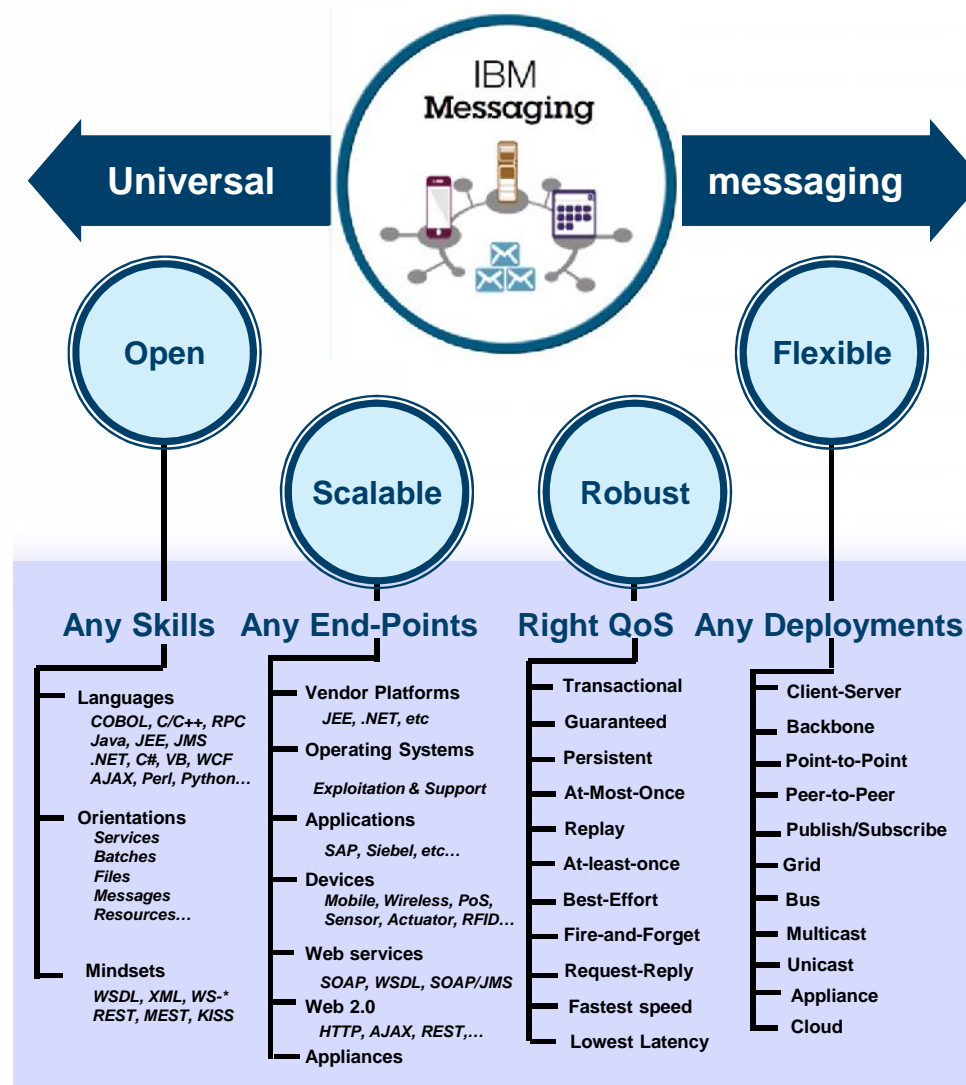 IBM
Messaging
Universal
messaging
Open
Flexible
Scalable
Robust
Any Skills
Languages
COBOL, C/C++, RPC
Java, JEE, JMS
.NET, C#, VB, WCF
AJAX, Perl, Python…
Orientations
Services
Batches
Files
Messages
Resources…
Mindsets
WSDL, XML, WS-*
REST, MEST, KISS
Any End-Points
Vendor Platforms
JEE, .NET, etc
Operating Systems
Exploitation & Support
Applications
SAP, Siebel, etc…
Devices
Mobile, Wireless, PoS,
Sensor, Actuator, RFID…
Web services
SOAP, WSDL, SOAP/JMS
Web 2.0
HTTP, AJAX, REST,…
Appliances
Right QoS
Transactional
Guaranteed
Persistent
At-Most-Once
Replay
At-least-once
Best-Effort
Fire-and-Forget
Request-Reply
Fastest speed
Lowest Latency
Any Deployments
Client-Server
Backbone
Point-to-Point
Peer-to-Peer
Publish/Subscribe
Grid
Bus
Multicast
Unicast
Appliance
Cloud